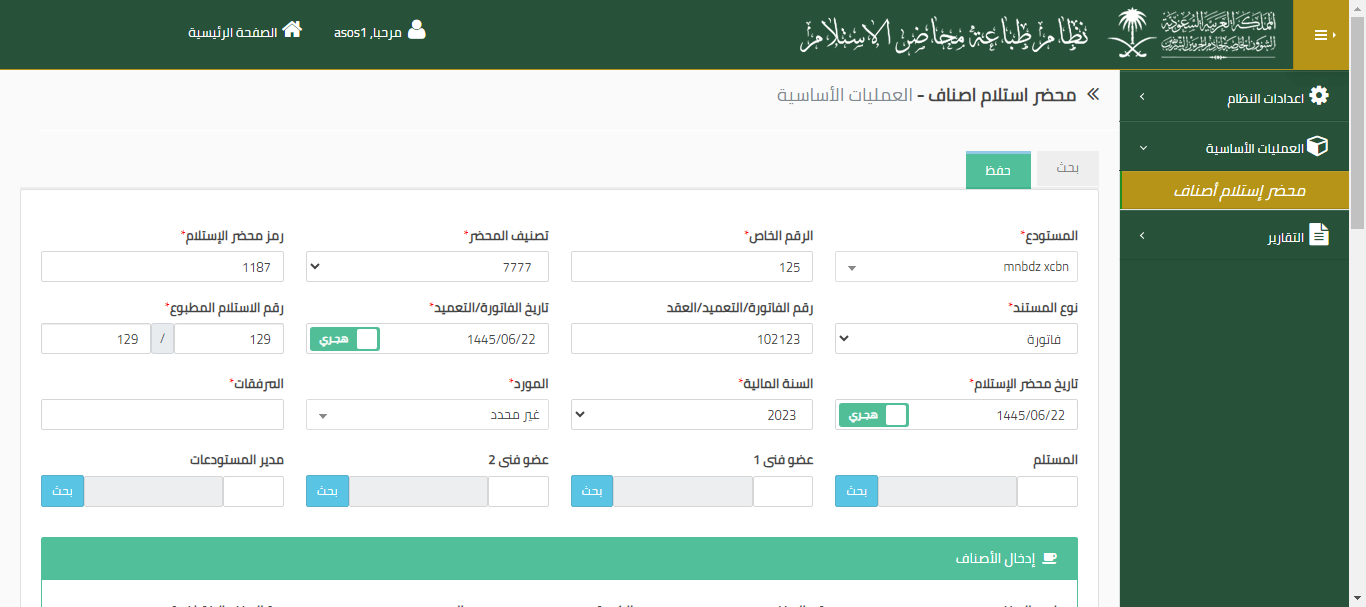 المملكة العربية السعودية
الشؤون الخاصة لخادم الحرمين الشريفين
نظام طباعة محاضر الاستلام
مرحبا, asos1
الصفحة الرئيسية
اعدادات النظام
العمليات الأساسية
محضر إستلام أصناف
التقارير
محضر استلام اصناف - العمليات الأساسية
بحث
حفظ
المستودع* الرقم الخاص* تصنيف المحضر* رمز محضر الإستلام*
mnbdz xcbn 125 7777 1187
نوع المستند* رقم الفاتورة/التعميد/العقد تاريخ الفاتورة/التعميد* رقم الاستلام المطبوع*
فاتورة 102123 1445/06/22 هجري 129 / 129
تاريخ محضر الإستلام* السنة المالية* المورد* المرفقات*
1445/06/22 هجري 2023 غير محدد
المستلم عضو فنى 1 عضو فنى 2 مدير المستودعات
بحث بحث بحث بحث
إدخال الأصناف